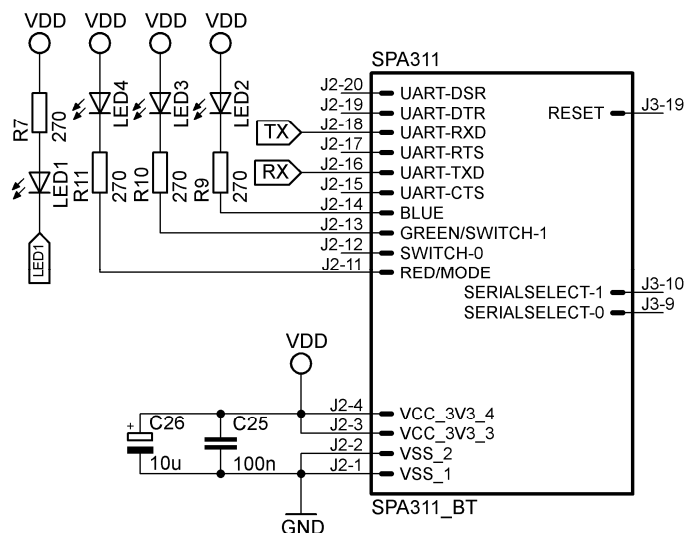 VDD VDD VDD VDD
SPA311
R7
270
LED4
LED3
LED2
LED1
R11
270
R10
270
R9
270
LED1
TX
RX
J2-20 UART-DSR
J2-19 UART-DTR
J2-18 UART-RXD
J2-17 UART-RTS
J2-16 UART-TXD
J2-15 UART-CTS
J2-14 BLUE
J2-13 GREEN/SWITCH-1
J2-12 SWITCH-0
J2-11 RED/MODE
RESET J3-19
SERIALSELECT-1 J3-10
SERIALSELECT-0 J3-9
VDD
J2-4 VCC_3V3_4
J2-3 VCC_3V3_3
J2-2 VSS_2
J2-1 VSS_1
+
C26
10u
C25
100n
GND
SPA311_BT